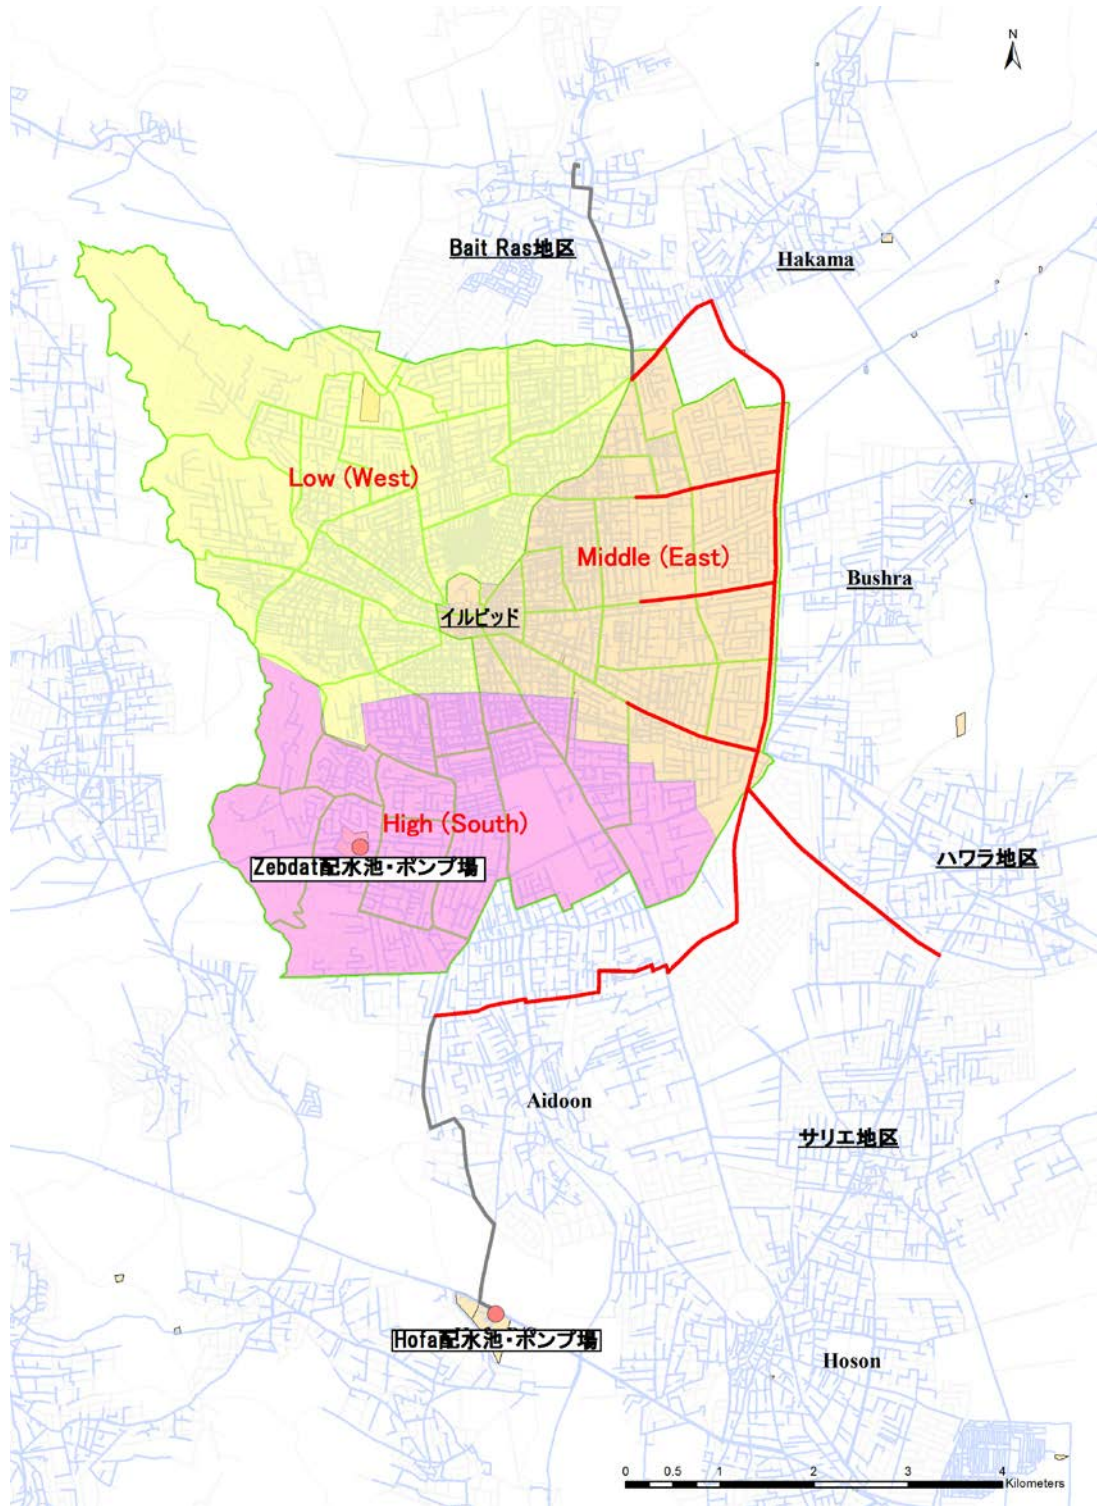 N
Bait Ras地区
Hakama
Low (West)
Middle (East)
Bushra
イルビッド
High (South)
Zebdat配水池・ポンプ場
ハワラ地区
Aidoon
サリエ地区
Hofa配水池・ポンプ場
Hoson
0 0.5 1 2 3 4
Kilometers